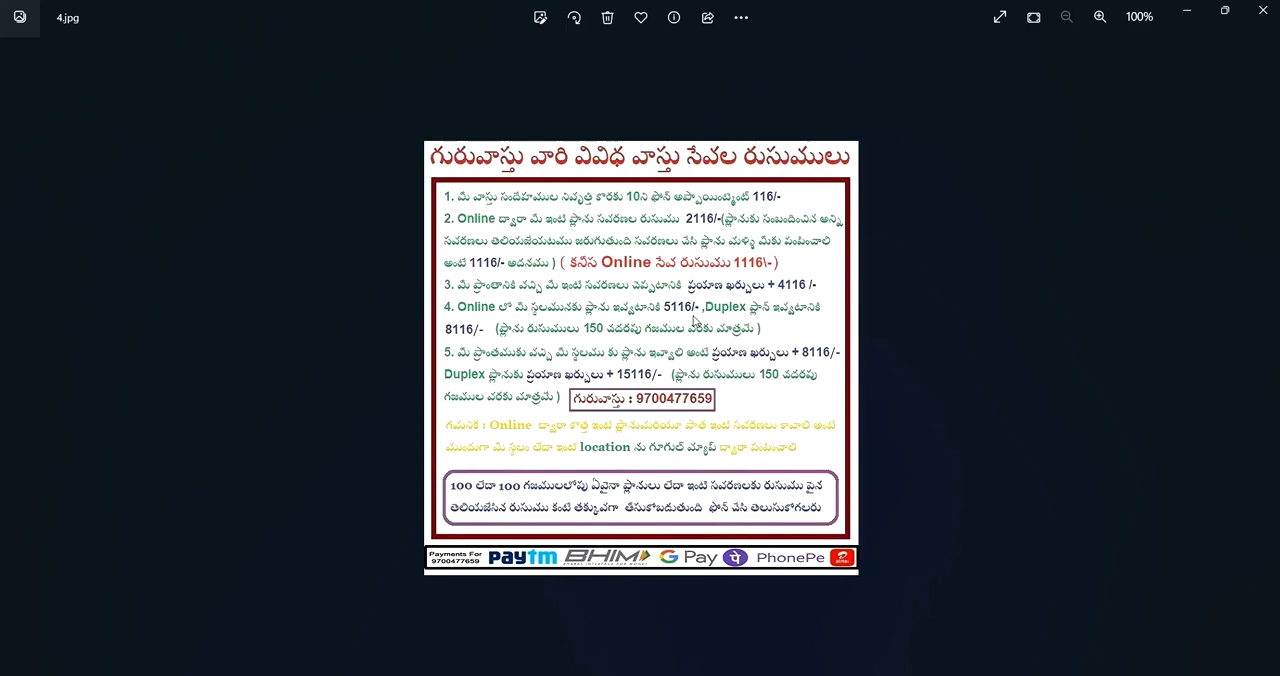 4.jpg
100%
గురువాస్తు వారి వివిధ వాస్తు సేవల రుసుములు
1. మీ వాస్తు సందేహముల నివృత్తి కొరకు 10ని ఫోన్ అప్పాయింట్మెంట్ 116/-
2. Online ద్వారా మీ ఇంటి ప్లాను సవరణల రుసుము 2116/-(ప్లానుకు సంబందించిన అన్ని
సవరణలు తెలియజేయటము జరుగుతుంది సవరణలు చేసి ప్లాను మళ్ళి మీకు పంపించాలి
అంటే 1116/- అదనము ) ( కనీస Online సేవ రుసుము 1116\-)
3. మీ ప్రాంతానికి వచ్చి మీ ఇంటి సవరణలు చెప్పటానికి ప్రయాణ ఖర్చులు + 4116 /-
4. Online లో మీ స్థలమునకు ప్లాను ఇవ్వటానికి 5116/- ,Duplex ప్లాన్ ఇవ్వటానికి
8116/- (ప్లాను రుసుములు 150 చదరపు గజముల వరకు మాత్రమే )
5. మీ ప్రాంతముకు వచ్చి మీ స్థలము కు ప్లాను ఇవ్వాలి అంటే ప్రయాణ ఖర్చులు + 8116/-
Duplex ప్లానుకు ప్రయాణ ఖర్చులు + 15116/- (ప్లాను రుసుములు 150 చదరపు
గజముల వరకు మాత్రమే ) గురువాస్తు : 9700477659
గమనిక : Online ద్వారా కొత్త ఇంటి ప్లానుమరియూ పాత ఇంటి సవరణలు కావాలి అంటే
ముందుగా మీ స్థలం లేదా ఇంటి location ను గూగుల్ మ్యాప్ ద్వారా పంపించాలి
100 లేదా 100 గజములలోపు ఏవైనా ప్లానులు లేదా ఇంటి సవరణలకు రుసుము పైన
తెలియజేసిన రుసుము కంటే తక్కువగా తీసుకోబడుతుంది ఫోన్ చేసి తెలుసుకోగలరు
Payments For
9700477659
paytm BHIM G Pay PhonePe airtel